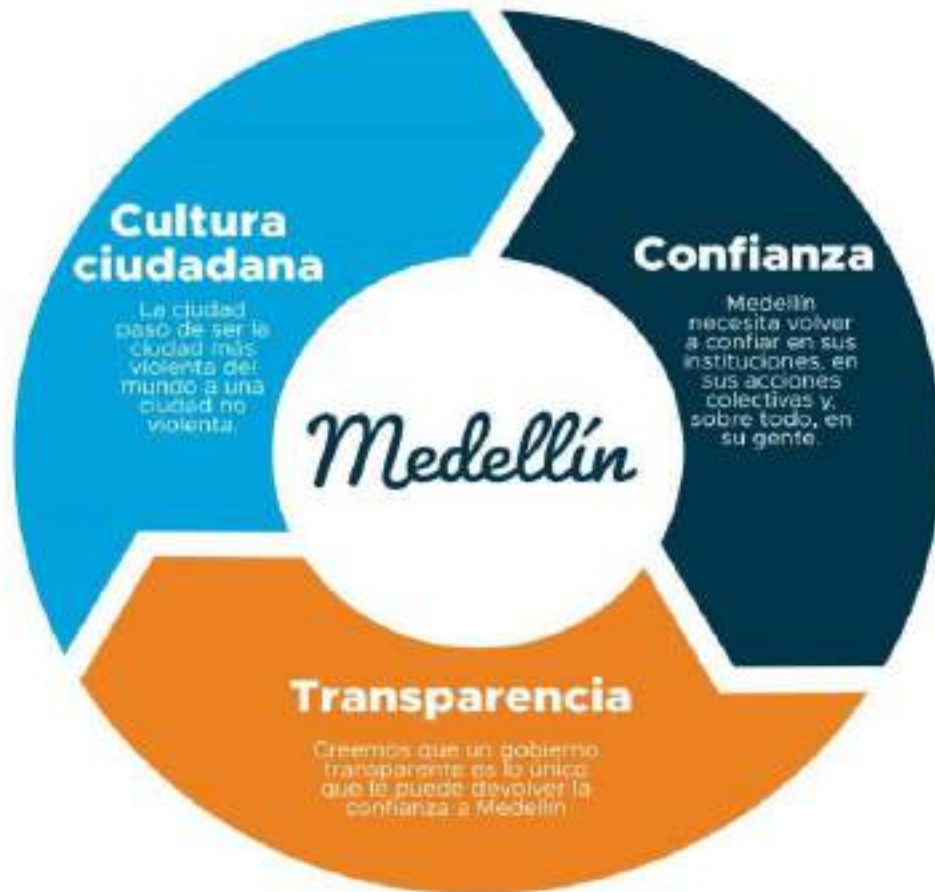 Cultura
ciudadana
La ciudad
pasó de ser la
ciudad más
violenta del
mundo a una
ciudad no
violenta.
Confianza
Medellín
necesita volver
a confiar en sus
instituciones, en
sus acciones
colectivas y,
sobre todo, en
su gente.
Medellín
Transparencia
Creemos que un gobierno
transparente es lo único
que le puede devolver la
confianza a Medellín